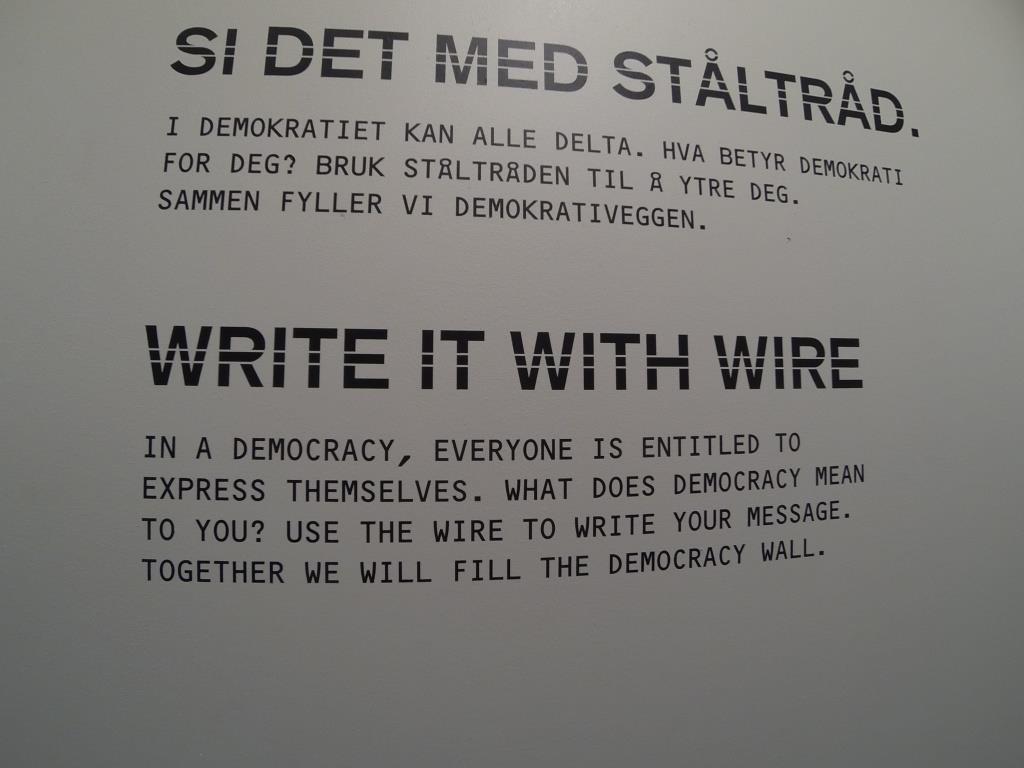 SI DET MED STÅLTRÅD.
I DEMOKRATIET KAN ALLE DELTA. HVA BETYR DEMOKRATI
FOR DEG? BRUK STÅLTRÅDEN TIL Å YTRE DEG.
SAMMEN FYLLER VI DEMOKRATIVEGGEN.
WRITE IT WITH WIRE
IN A DEMOCRACY, EVERYONE IS ENTITLED TO
EXPRESS THEMSELVES. WHAT DOES DEMOCRACY MEAN
TO YOU? USE THE WIRE TO WRITE YOUR MESSAGE.
TOGETHER WE WILL FILL THE DEMOCRACY WALL.